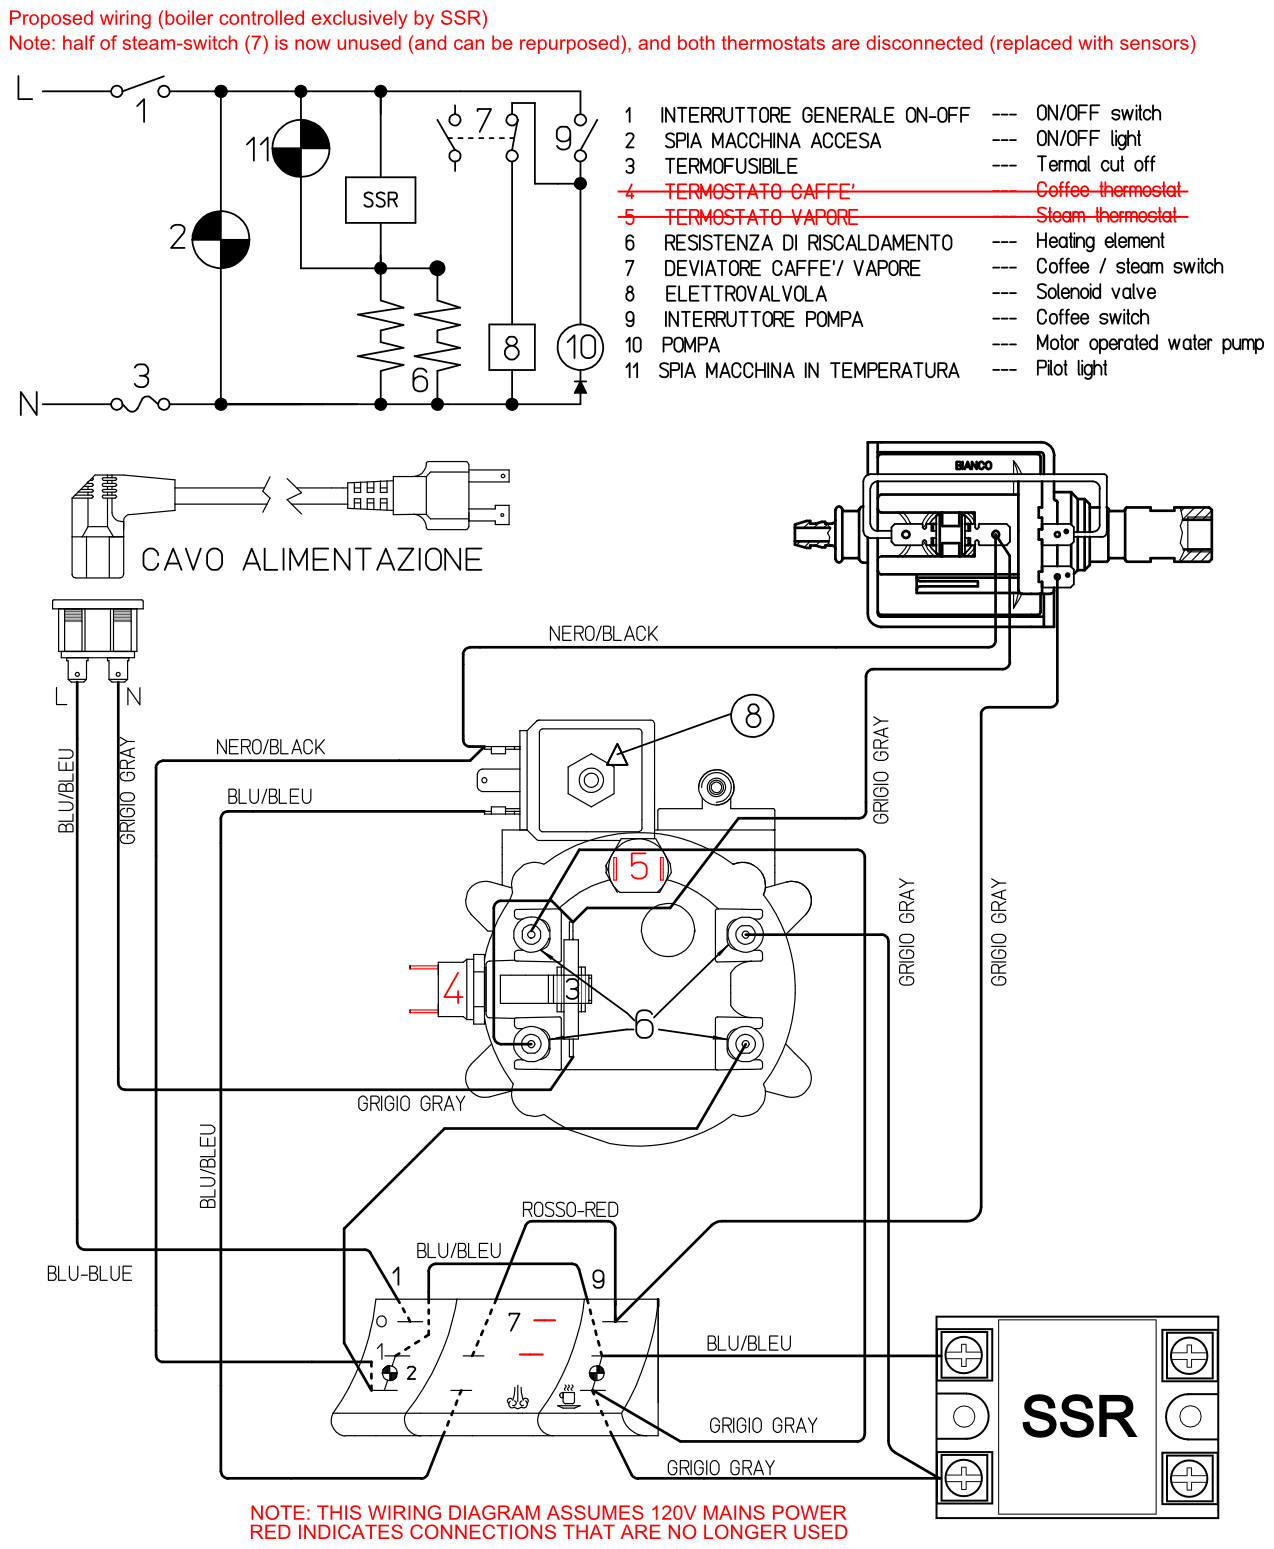 Proposed wiring (boiler controlled exclusively by SSR)
Note: half of steam-switch (7) is now unused (and can be repurposed), and both thermostats are disconnected (replaced with sensors)
L
1
11
7
9
SSR
2
3
6
8
10
N
1 INTERRUTTORE GENERALE ON-OFF --- ON/OFF switch
2 SPIA MACCHINA ACCESA --- ON/OFF light
3 TERMOFUSIBILE --- Termal cut off
4 TERMOSTATO CAFFE' --- Coffee thermostat
5 TERMOSTATO VAPORE --- Steam thermostat
6 RESISTENZA DI RISCALDAMENTO --- Heating element
7 DEVIATORE CAFFE'/ VAPORE --- Coffee / steam switch
8 ELETTROVALVOLA --- Solenoid valve
9 INTERRUTTORE POMPA --- Coffee switch
10 POMPA --- Motor operated water pump
11 SPIA MACCHINA IN TEMPERATURA --- Pilot light
BIANCO
CAVO ALIMENTAZIONE
NERO/BLACK
L
N
8
NERO/BLACK
BLU/BLEU
GRIGIO GRAY
GRIGIO GRAY
BLU/BLEU
5
GRIGIO GRAY
GRIGIO GRAY
4
3
6
GRIGIO GRAY
BLU/BLEU
ROSSO-RED
BLU/BLEU
BLU-BLUE
1
9
O
7
1
2
BLU/BLEU
SSR
GRIGIO GRAY
GRIGIO GRAY
NOTE: THIS WIRING DIAGRAM ASSUMES 120V MAINS POWER
RED INDICATES CONNECTIONS THAT ARE NO LONGER USED